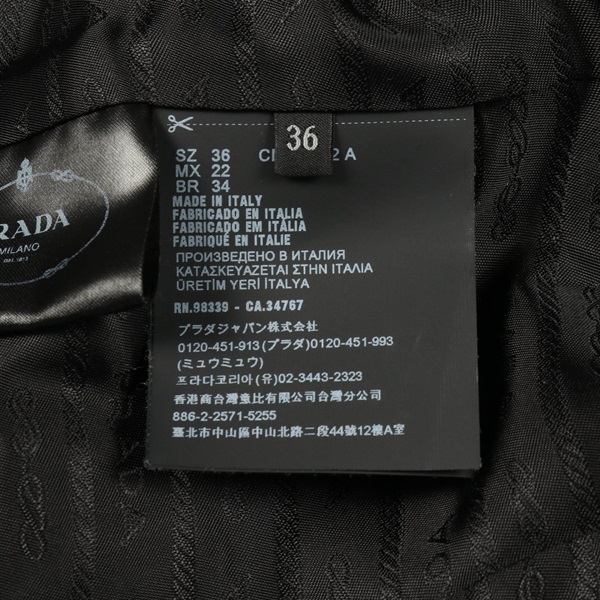 PRADA
MILANO
DAL 1913
36
SZ 36
2 A
MX 22
BR 34
MADE IN ITALY
FABRICADO EN ITALIA
FABRICADO EM ITÁLIA
FABRIQUÉ EN ITALIE
ПРОИЗВЕДЕНО В ИТАЛИЯ
ΚΑΤΑΣΚΕΥΑΖΕΤΑΙ ΣΤΗΝ ΙΤΑΛΙΑ
ÜRETİM YERİ İTALYA
RN.98339 - CA.34767
プラダジャパン株式会社
0120-451-913(プラダ)0120-451-993
(ミュウミュウ)
프라다코리아(유)02-3443-2323
香港商台灣童比有限公司台灣分公司
886-2-2571-5255
臺北市中山區中山北路二段44號12樓A室